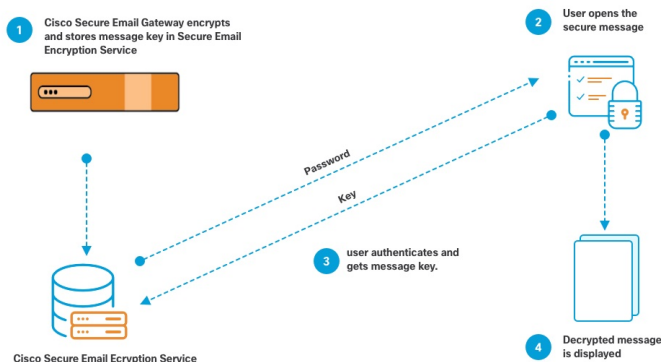 1
Cisco Secure Email Gateway encrypts
and stores message key in Secure Email
Encryption Service
2
User opens the
secure message
Password
Key
3
user authenticates and
gets message key.
Cisco Secure Email Ecryption Service
4
Decrypted message
is displayed